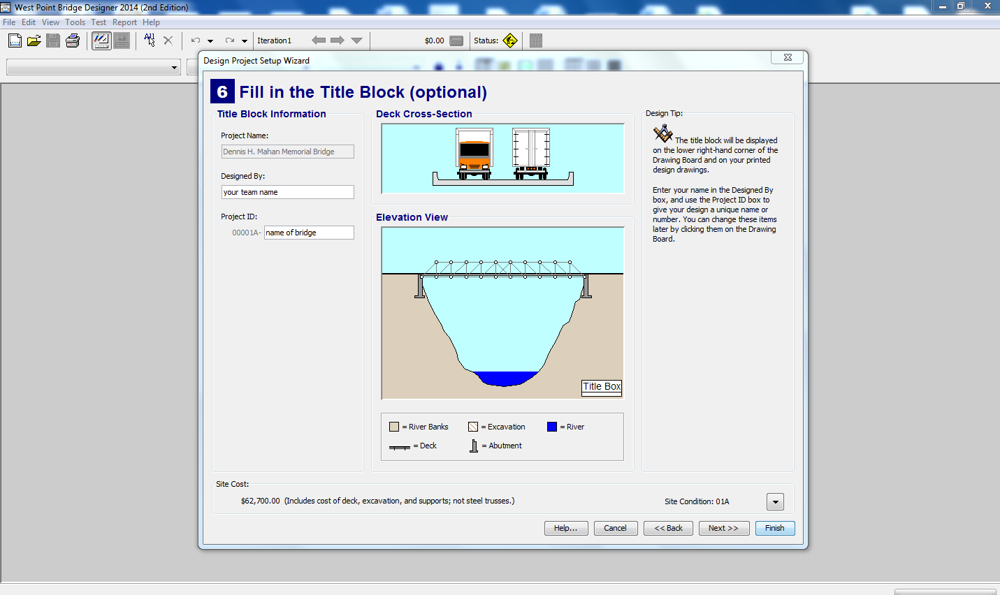 West Point Bridge Designer 2014 (2nd Edition)
File Edit View Tools Test Report Help
Iteration1
$0.00
Status:
Design Project Setup Wizard
6 Fill in the Title Block (optional)
Title Block Information
Project Name:
Dennis H. Mahan Memorial Bridge
Designed By:
your team name
Project ID:
00001A- name of bridge
Deck Cross-Section
Elevation View
Title Box
= River Banks = Excavation = River
= Deck = Abutment
Design Tip:
The title block will be displayed
on the lower right-hand corner of the
Drawing Board and on your printed
design drawings.
Enter your name in the Designed By
box, and use the Project ID box to
give your design a unique name or
number. You can change these items
later by clicking them on the Drawing
Board.
Site Cost:
$62,700.00 (Includes cost of deck, excavation, and supports; not steel trusses.)
Site Condition: 01A
Help... Cancel << Back Next >> Finish